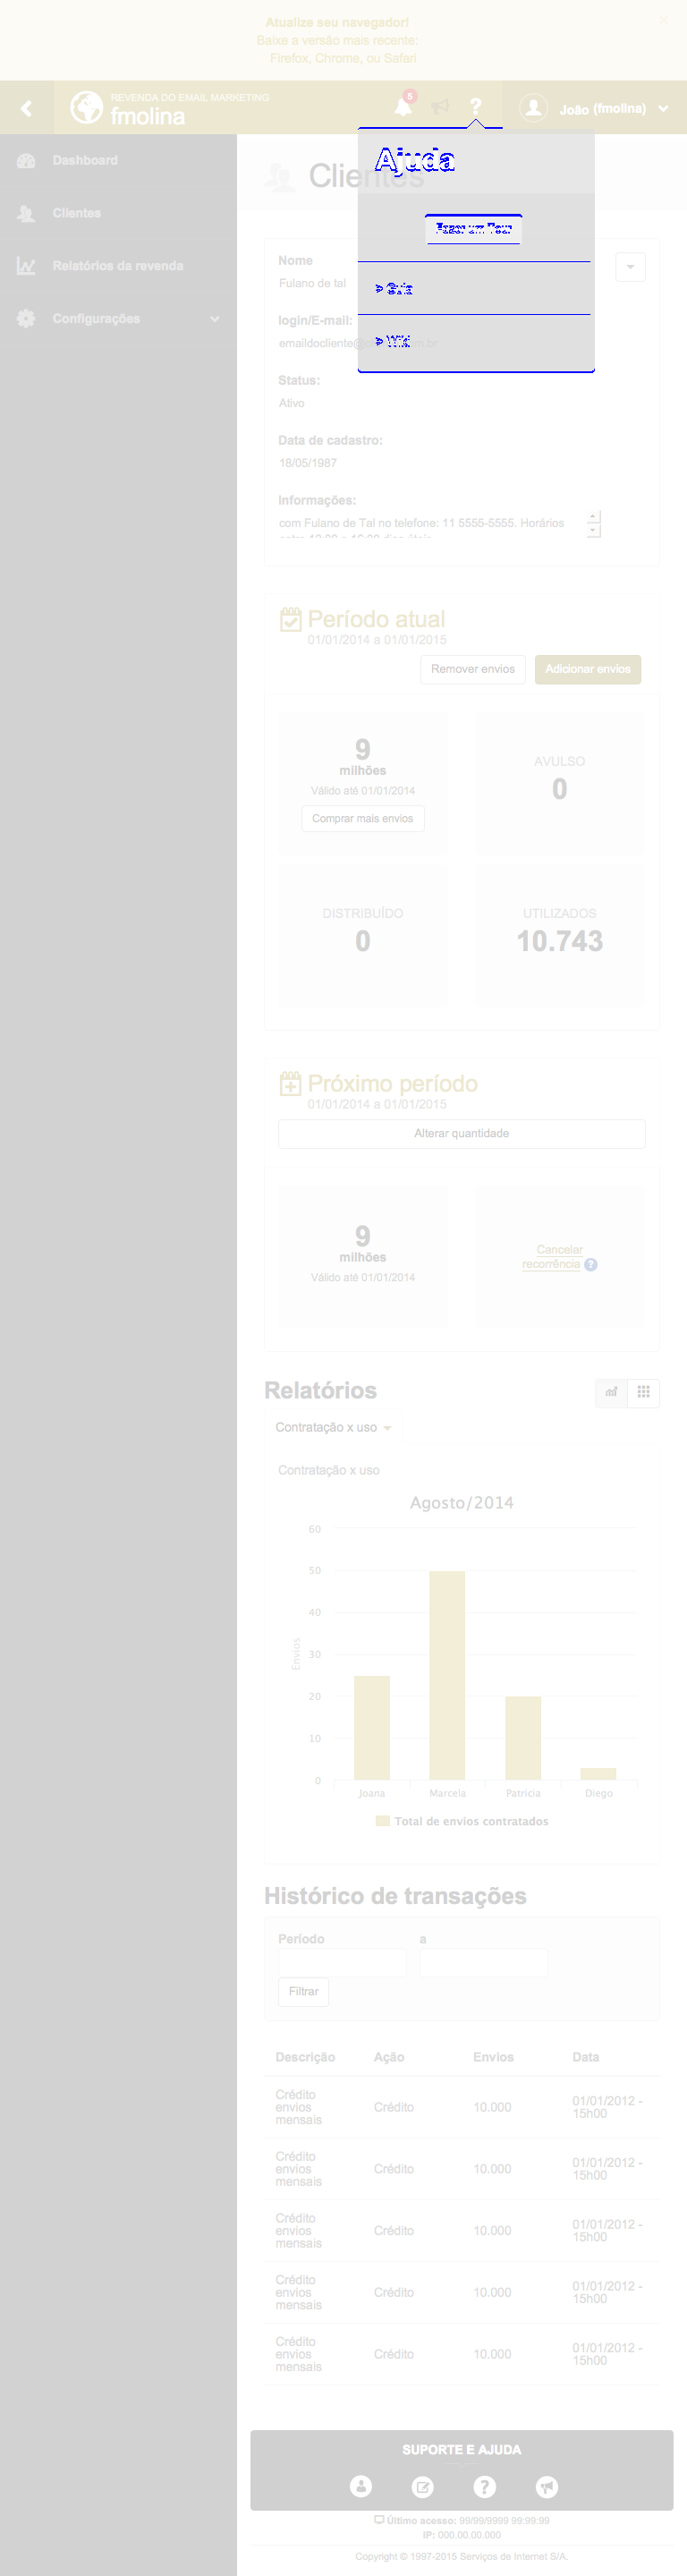 Atualize seu navegador!
×
Baixe a versão mais recente:
Firefox, Chrome, ou Safari
REVENDA DO EMAIL MARKETING
fmolina
5
?
João (fmolina)
Dashboard
Clientes
Relatórios da revenda
Configurações
Clientes
Ajuda
Fazer um Tour
> Guia
> Wiki
Nome
Fulano de tal
login/E-mail:
emaildocliente@
Status:
Ativo
Data de cadastro:
18/05/1987
Informações:
com Fulano de Tal no telefone: 11 5555-5555. Horários
Período atual
01/01/2014 a 01/01/2015
Remover envios
Adicionar envios
9
milhões
Válido até 01/01/2014
Comprar mais envios
AVULSO
0
DISTRIBUÍDO
0
UTILIZADOS
10.743
Próximo período
01/01/2014 a 01/01/2015
Alterar quantidade
9
milhões
Válido até 01/01/2014
Cancelar
recorrência ?
Relatórios
Contratação x uso
Contratação x uso
Agosto/2014
Envios
60
50
40
30
20
10
0
Joana Marcela Patricia Diego
Total de envios contratados
Histórico de transações
Período a
Filtrar
Descrição Ação Envios Data
Crédito envios mensais Crédito 10.000 01/01/2012 - 15h00
Crédito envios mensais Crédito 10.000 01/01/2012 - 15h00
Crédito envios mensais Crédito 10.000 01/01/2012 - 15h00
Crédito envios mensais Crédito 10.000 01/01/2012 - 15h00
Crédito envios mensais Crédito 10.000 01/01/2012 - 15h00
SUPORTE E AJUDA
?
Último acesso: 99/99/9999 99:99:99
IP: 000.00.00.000
Copyright © 1997-2015 Serviços de Internet S/A.